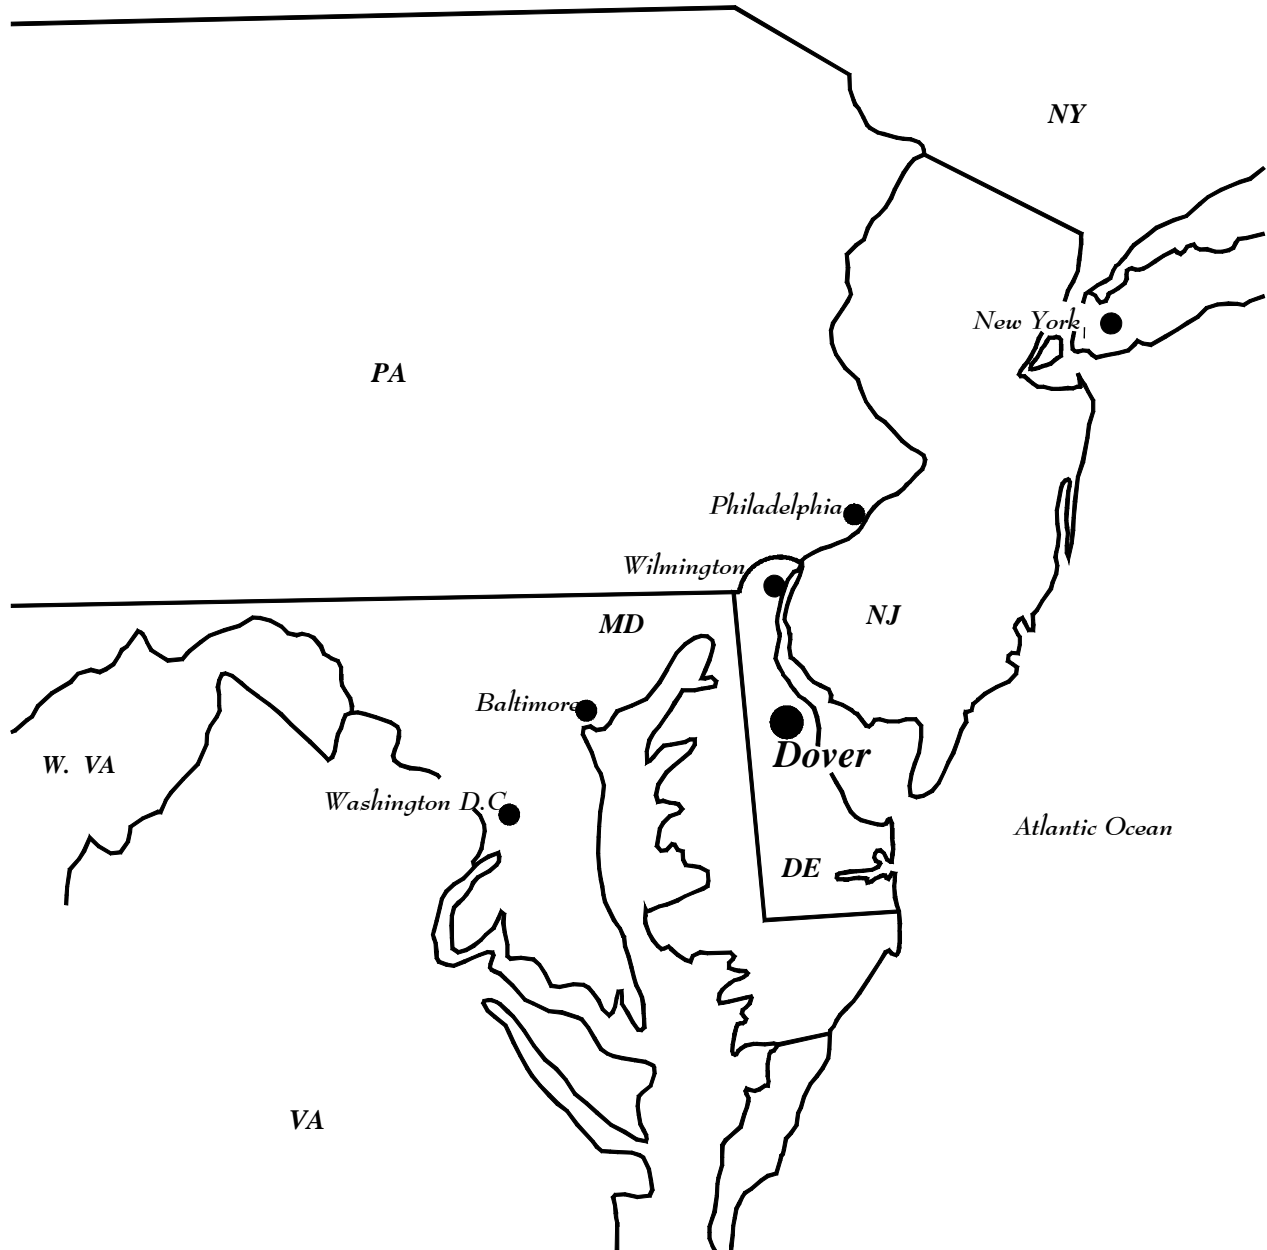 NY
New York
PA
Philadelphia
Wilmington
MD
NJ
Baltimore
Dover
W. VA
Washington D.C
Atlantic Ocean
DE
VA